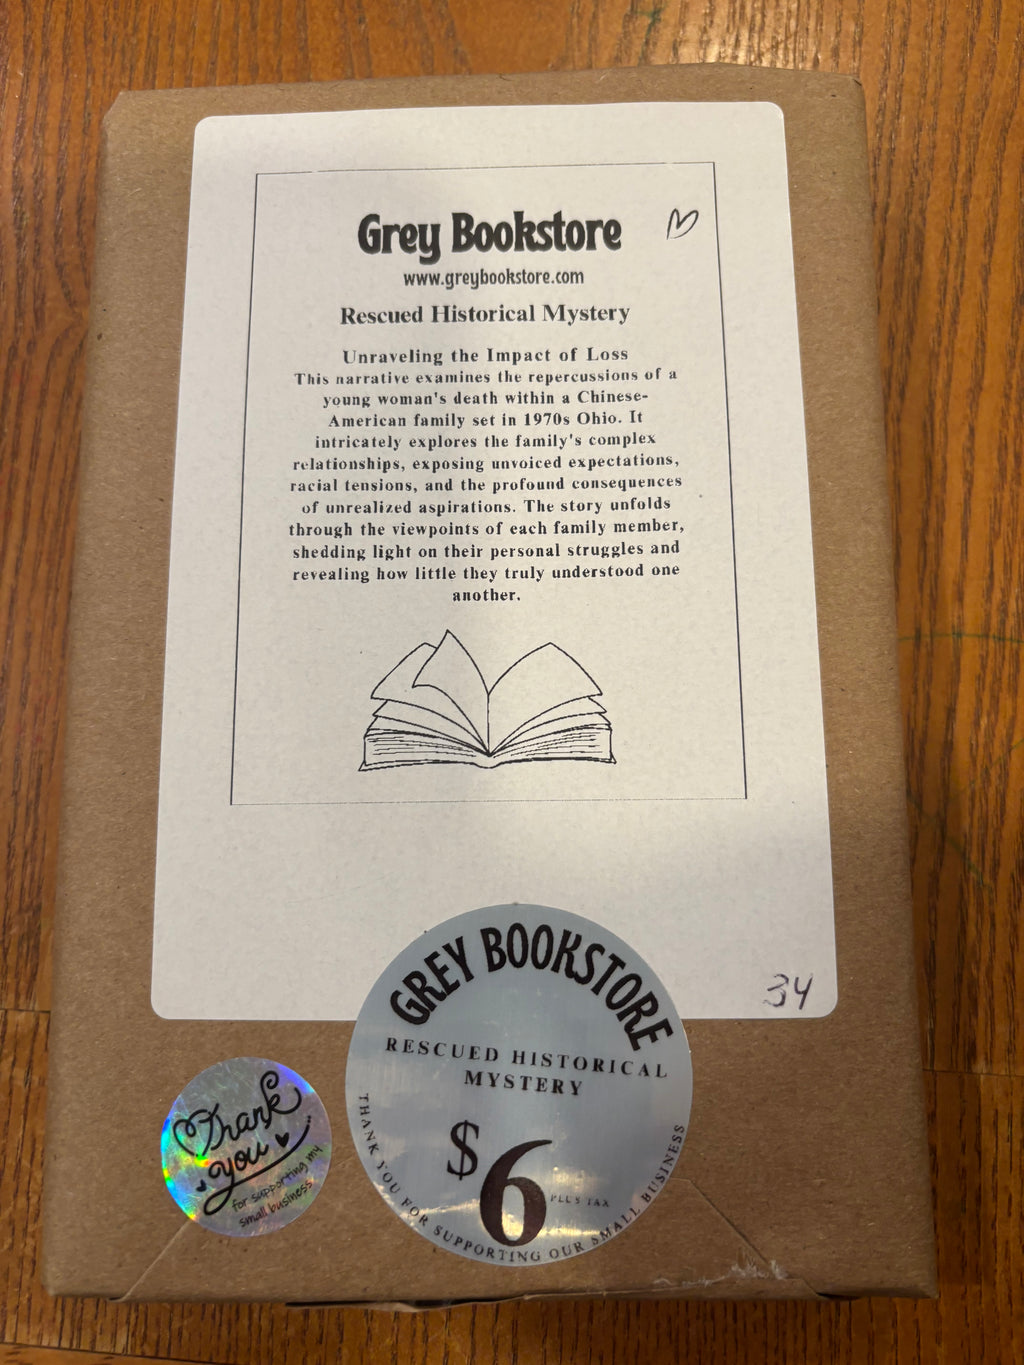 Grey Bookstore
www.greybookstore.com
Rescued Historical Mystery
Unraveling the Impact of Loss
This narrative examines the repercussions of a
young woman's death within a Chinese-
American family set in 1970s Ohio. It
intricately explores the family's complex
relationships, exposing unvoiced expectations,
racial tensions, and the profound consequences
of unrealized aspirations. The story unfolds
through the viewpoints of each family member,
shedding light on their personal struggles and
revealing how little they truly understood one
another.
34
GREY BOOKSTORE
RESCUED HISTORICAL
MYSTERY
$6
PLUS TAX
THANK YOU FOR SUPPORTING OUR SMALL BUSINESS
Thank
you
for supporting my
small business